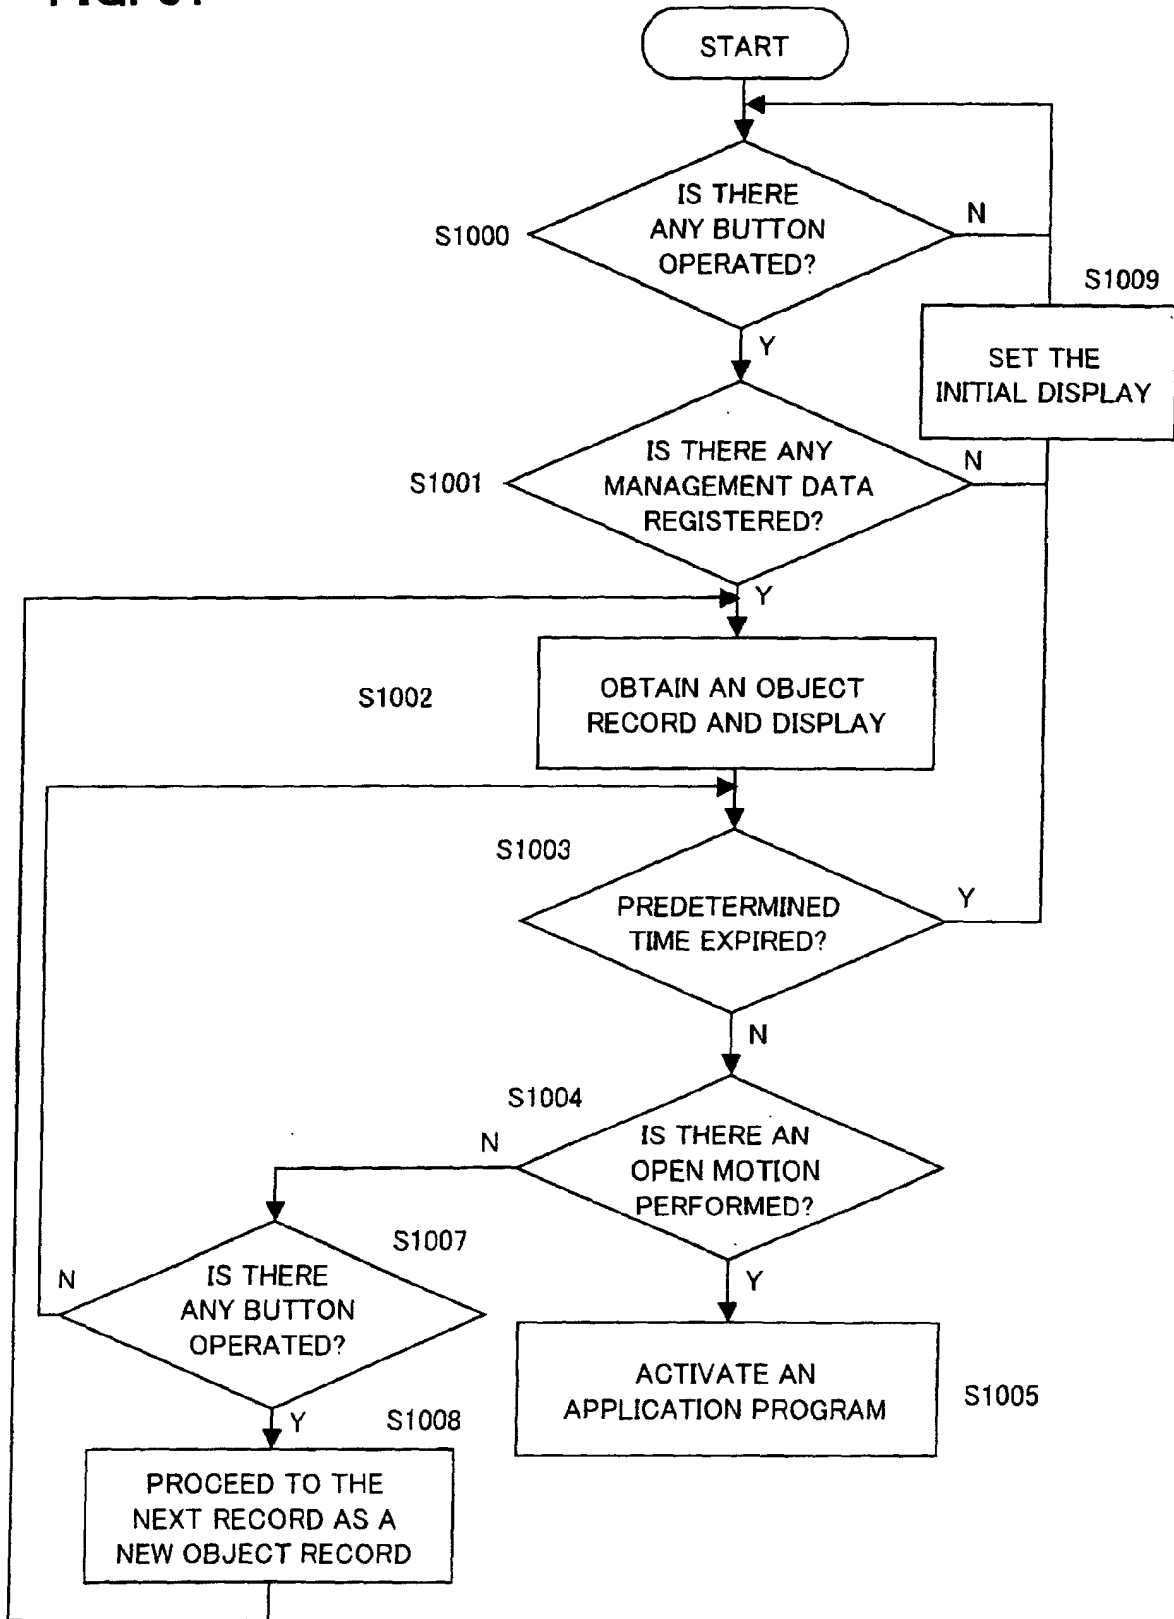 START
IS THERE
ANY BUTTON
OPERATED?
S1000
N
Y
S1009
SET THE
INITIAL DISPLAY
IS THERE ANY
MANAGEMENT DATA
REGISTERED?
S1001
N
Y
S1002
OBTAIN AN OBJECT
RECORD AND DISPLAY
S1003
PREDETERMINED
TIME EXPIRED?
Y
N
S1004
IS THERE AN
OPEN MOTION
PERFORMED?
N
Y
S1007
IS THERE
ANY BUTTON
OPERATED?
N
Y
ACTIVATE AN
APPLICATION PROGRAM
S1005
S1008
PROCEED TO THE
NEXT RECORD AS A
NEW OBJECT RECORD